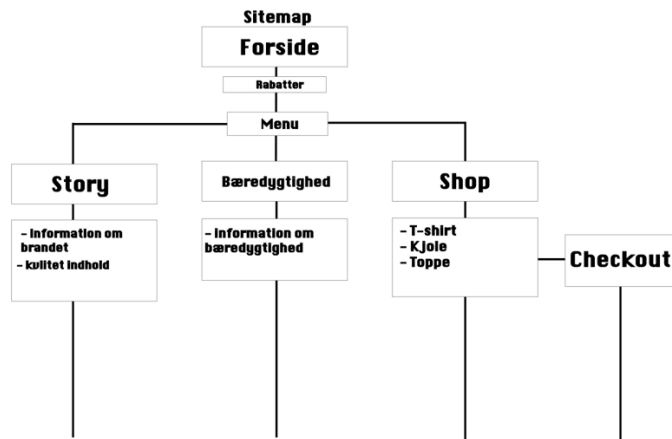 Sitemap
Forside
Rabatter
Menu
Story
Bæredygtighed
Shop
- Information om
brandet
- kvlitet indhold
- Information om
bæredygtighed
- T-shirt
- Kjole
- Toppe
Checkout